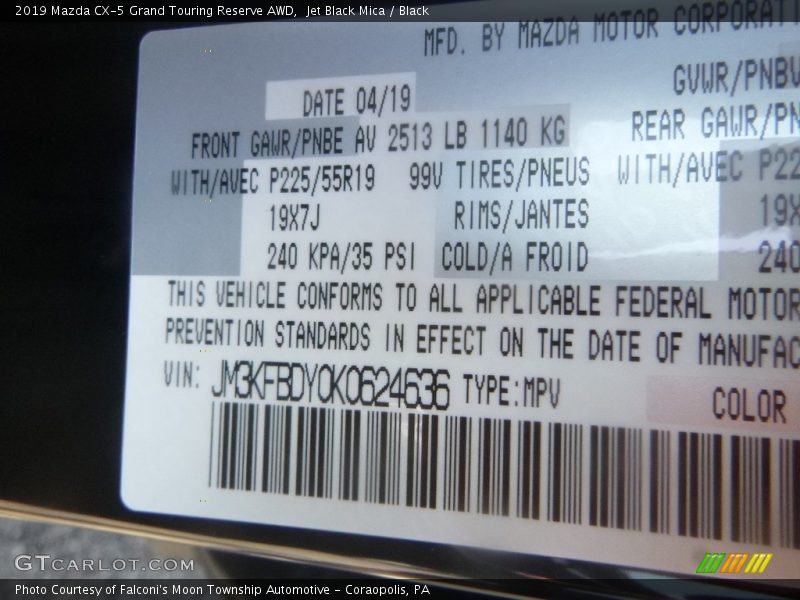 2019 Mazda CX-5 Grand Touring Reserve AWD, Jet Black Mica / Black
MFD. BY MAZDA MOTOR CORPORATI
DATE 04/19 GVWR/PNBV
FRONT GAWR/PNBE AV 2513 LB 1140 KG REAR GAWR/PN
WITH/AVEC P225/55R19 99V TIRES/PNEUS WITH/AVEC P22
19X7J RIMS/JANTES 19X
240 KPA/35 PSI COLD/A FROID 240
THIS VEHICLE CONFORMS TO ALL APPLICABLE FEDERAL MOTOR
PREVENTION STANDARDS IN EFFECT ON THE DATE OF MANUFAC
VIN: JM3KFBDY0K0624636 TYPE:MPV COLOR
GTCARLOT.COM
Photo Courtesy of Falconi's Moon Township Automotive - Coraopolis, PA